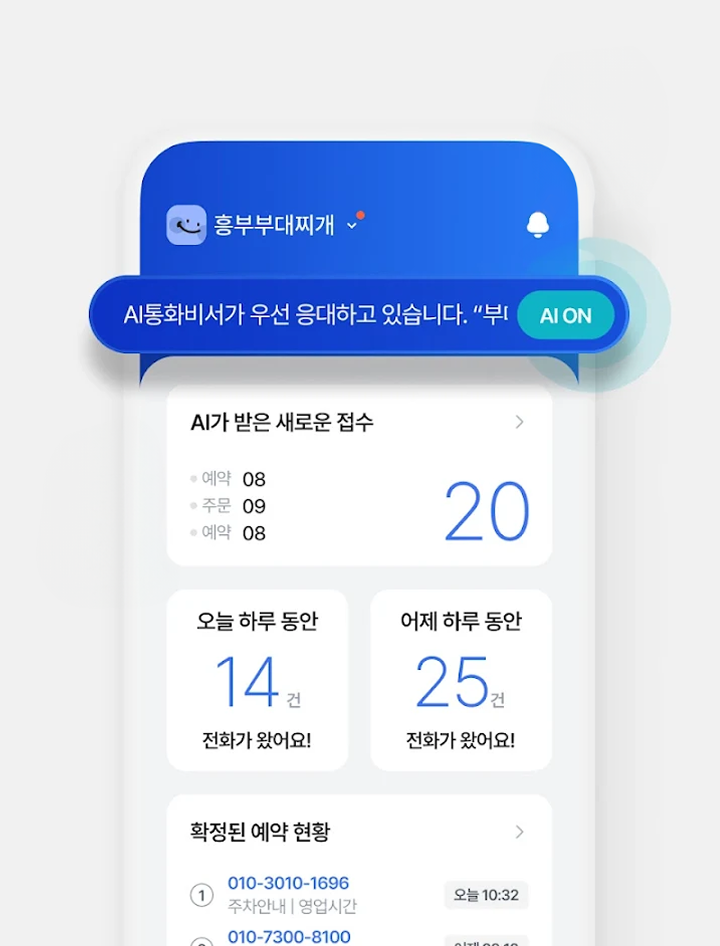 흥부부대찌개
AI통화비서가 우선 응대하고 있습니다. “부
AI ON
AI가 받은 새로운 접수
예약 08
주문 09
예약 08
20
오늘 하루 동안
14 건
전화가 왔어요!
어제 하루 동안
25 건
전화가 왔어요!
확정된 예약 현황
1
010-3010-1696
주차안내 | 영업시간
오늘 10:32
010-7300-8100